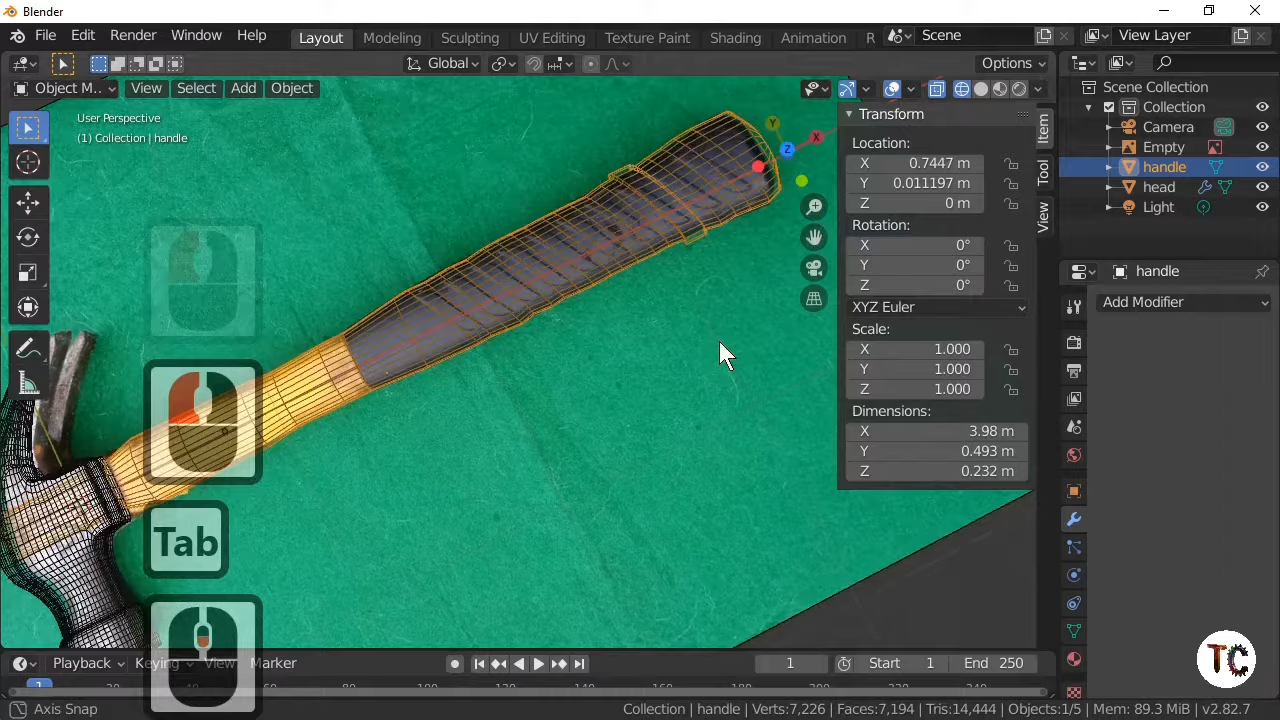 Blender
File Edit Render Window Help Layout Modeling Sculpting UV Editing Texture Paint Shading Animation R Scene View Layer
Global Options
Object M... View Select Add Object
User Perspective
(1) Collection | handle
Transform
Location:
X 0.7447 m
Y 0.011197 m
Z 0 m
Rotation:
X 0°
Y 0°
Z 0°
XYZ Euler
Scale:
X 1.000
Y 1.000
Z 1.000
Dimensions:
X 3.98 m
Y 0.493 m
Z 0.232 m
Item
Tool
View
Y
X
Z
Scene Collection
Collection
Camera
Empty
handle
head
Light
handle
Add Modifier
Tab
Playback Keying View Marker 1 Start 1 End 250
1
TC
Axis Snap Collection | handle | Verts:7,226 | Faces:7,194 | Tris:14,444 | Objects:1/5 | Mem: 89.3 MiB | v2.82.7